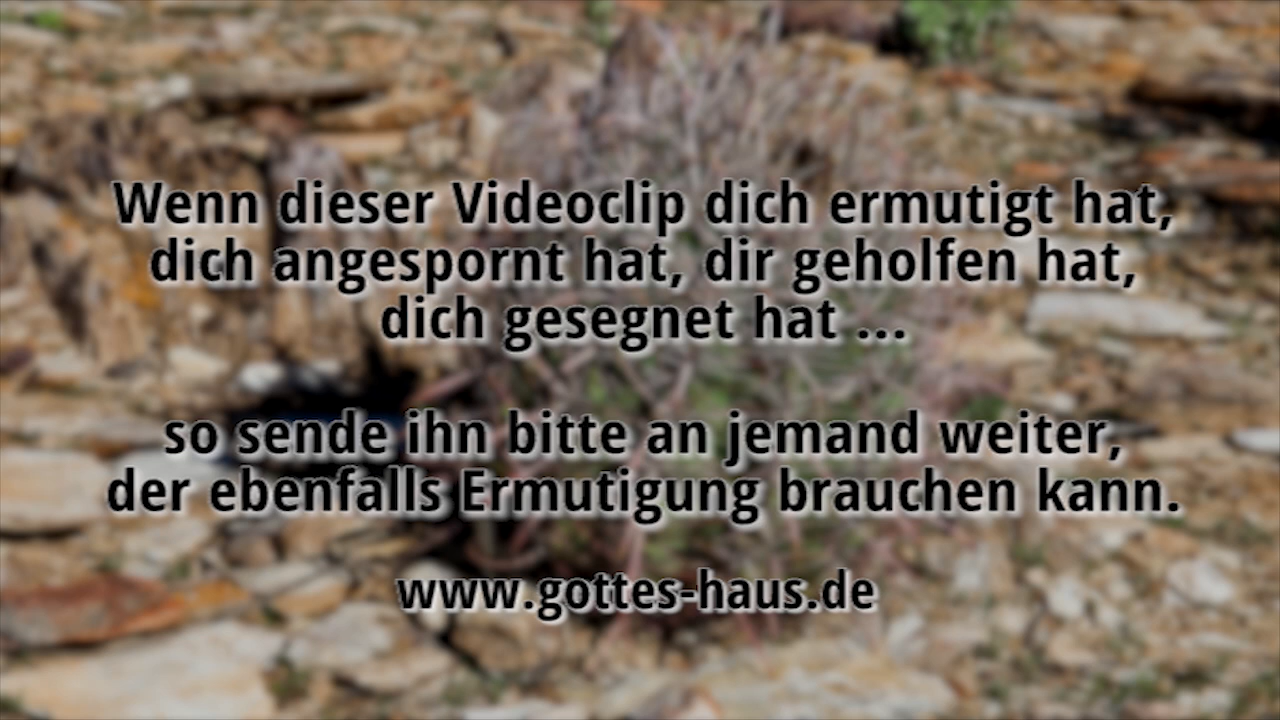 Wenn dieser Videoclip dich ermutigt hat,
dich angespornt hat, dir geholfen hat,
dich gesegnet hat ...
so sende ihn bitte an jemand weiter,
der ebenfalls Ermutigung brauchen kann.
www.gottes-haus.de